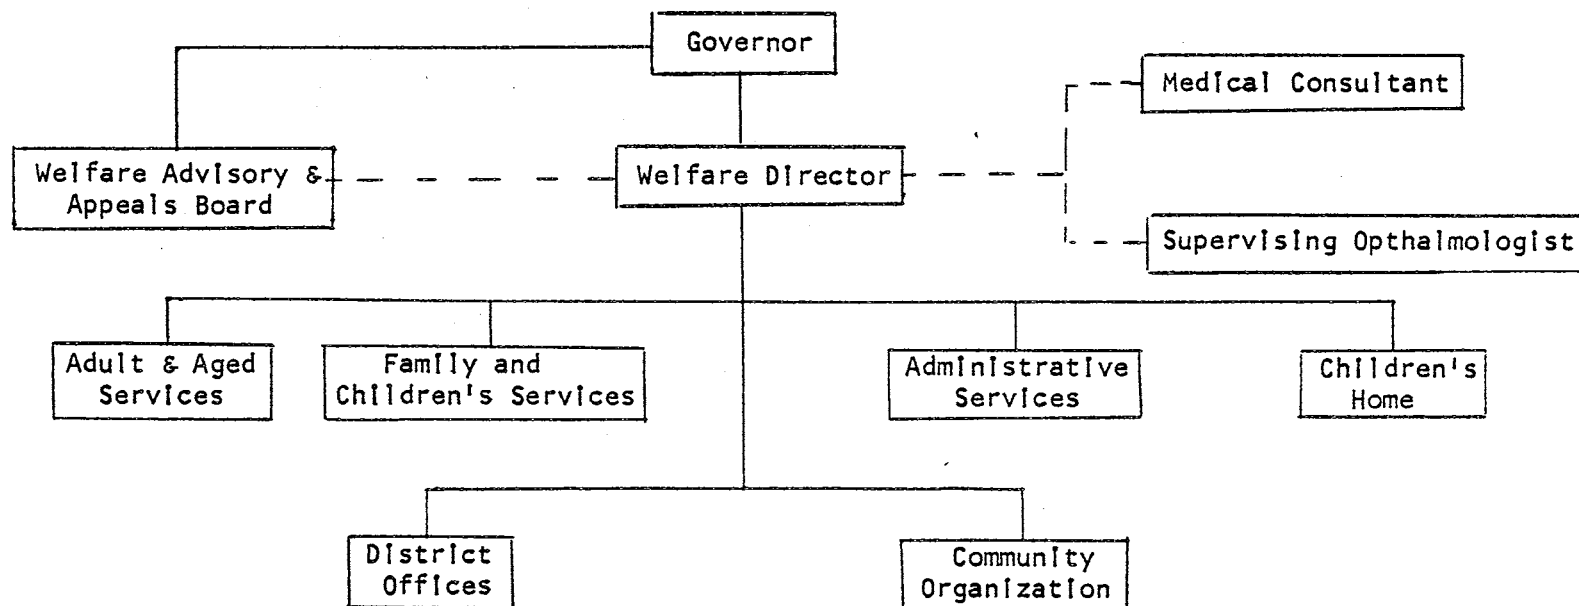 Governor
Medical Consultant
Welfare Advisory &
Appeals Board
Welfare Director
Supervising Opthalmologist
Adult & Aged
Services
Family and
Children's Services
Administrative
Services
Children's
Home
District
Offices
Community
Organization